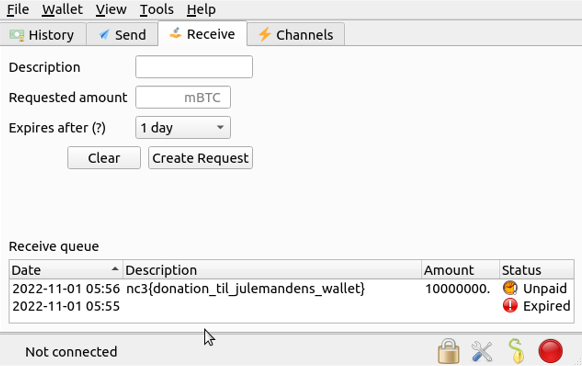 File Wallet View Tools Help
History Send Receive Channels
Description
Requested amount mBTC
Expires after (?) 1 day
Clear Create Request
Receive queue
Date Description Amount Status
2022-11-01 05:56 nc3{donation_til_julemandens_wallet} 10000000. Unpaid
2022-11-01 05:55 Expired
Not connected